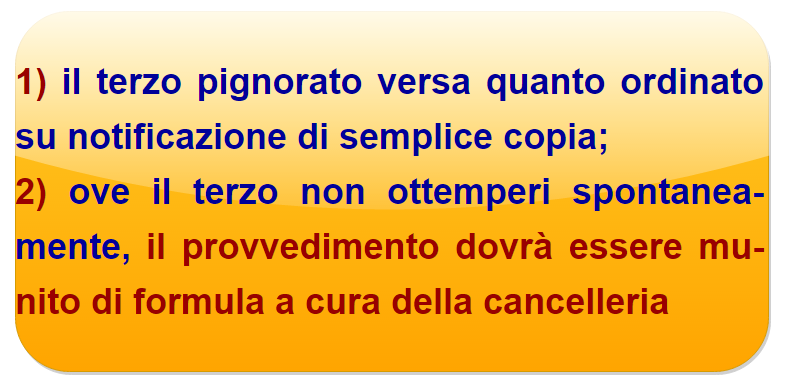 1) il terzo pignorato versa quanto ordinato
su notificazione di semplice copia;
2) ove il terzo non ottemperi spontanea-
mente, il provvedimento dovrà essere mu-
nito di formula a cura della cancelleria